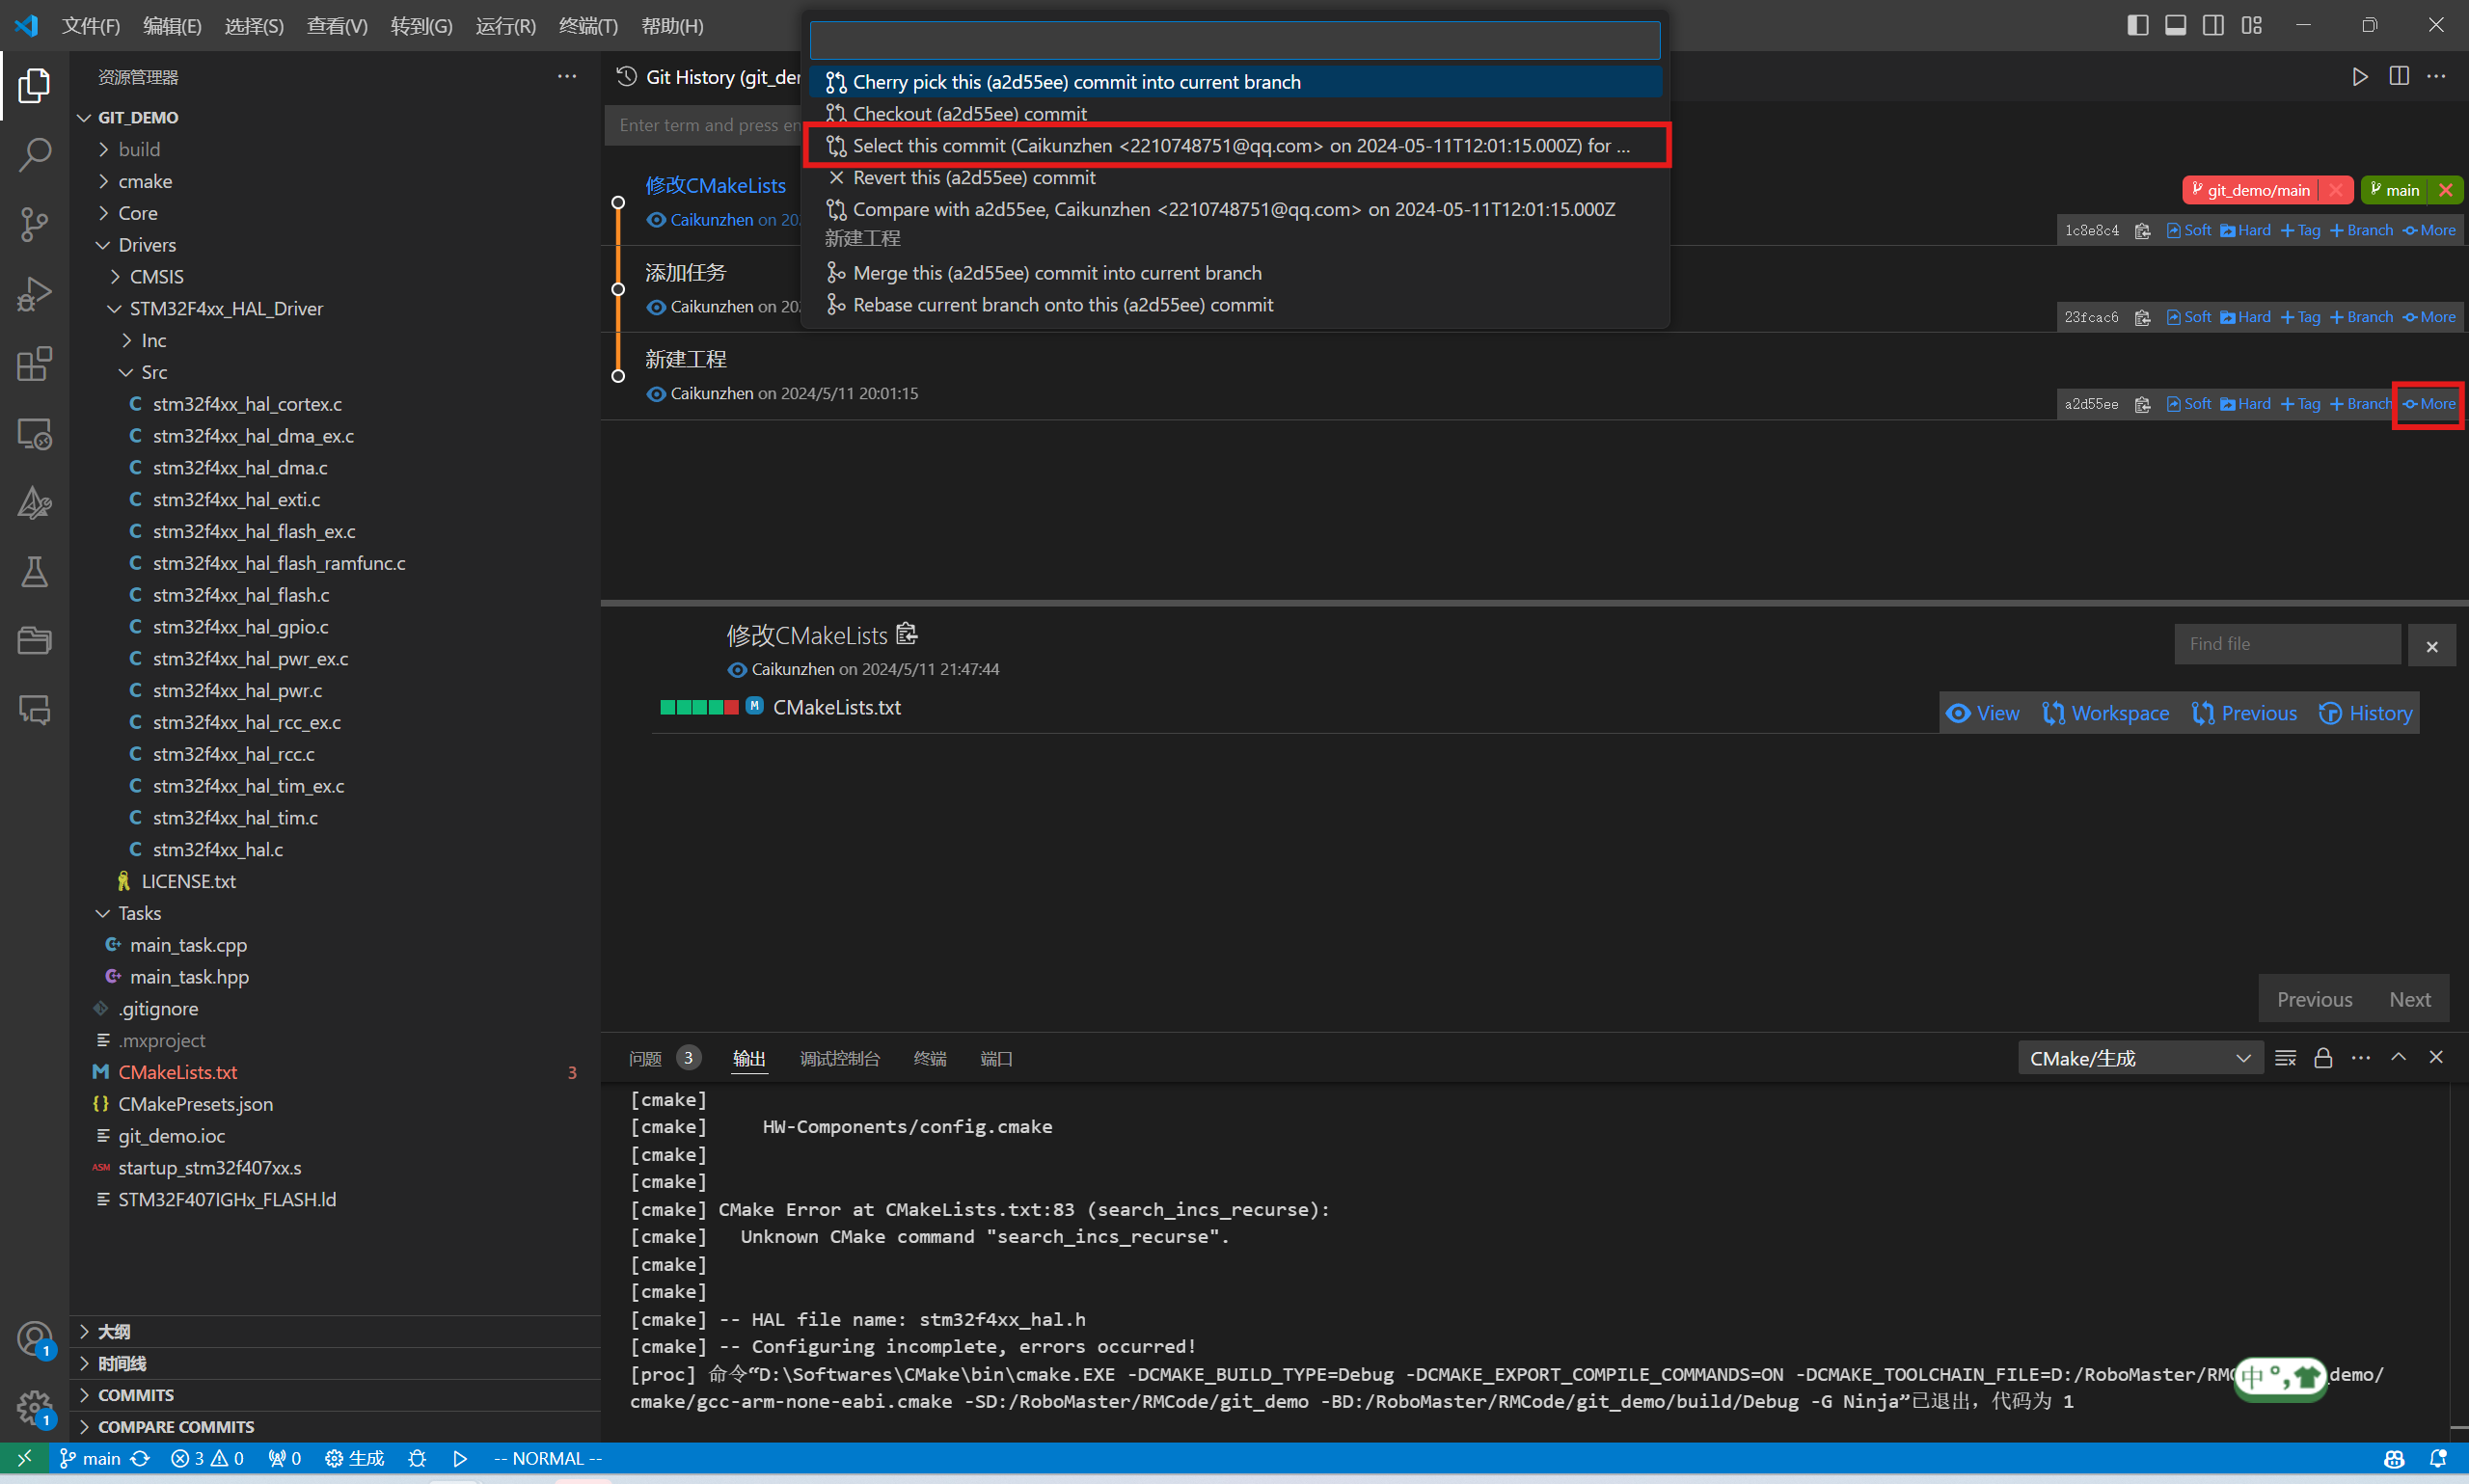 文件(F) 编辑(E) 选择(S) 查看(V) 转到(G) 运行(R) 终端(T) 帮助(H)
资源管理器
GIT_DEMO
build
cmake
Core
Drivers
CMSIS
STM32F4xx_HAL_Driver
Inc
Src
C stm32f4xx_hal_cortex.c
C stm32f4xx_hal_dma_ex.c
C stm32f4xx_hal_dma.c
C stm32f4xx_hal_exti.c
C stm32f4xx_hal_flash_ex.c
C stm32f4xx_hal_flash_ramfunc.c
C stm32f4xx_hal_flash.c
C stm32f4xx_hal_gpio.c
C stm32f4xx_hal_pwr_ex.c
C stm32f4xx_hal_pwr.c
C stm32f4xx_hal_rcc_ex.c
C stm32f4xx_hal_rcc.c
C stm32f4xx_hal_tim_ex.c
C stm32f4xx_hal_tim.c
C stm32f4xx_hal.c
LICENSE.txt
Tasks
main_task.cpp
main_task.hpp
.gitignore
.mxproject
M CMakeLists.txt 3
{} CMakePresets.json
git_demo.ioc
ASM startup_stm32f407xx.s
STM32F407IGHx_FLASH.ld
大纲
时间线
COMMITS
COMPARE COMMITS
Git History (git_de
Enter term and press en
Cherry pick this (a2d55ee) commit into current branch
Checkout (a2d55ee) commit
Select this commit (Caikunzhen <2210748751@qq.com> on 2024-05-11T12:01:15.000Z) for ...
Revert this (a2d55ee) commit
Compare with a2d55ee, Caikunzhen <2210748751@qq.com> on 2024-05-11T12:01:15.000Z
新建工程
Merge this (a2d55ee) commit into current branch
Rebase current branch onto this (a2d55ee) commit
修改CMakeLists git_demo/main main
Caikunzhen on 202 1c8e8c4 Soft Hard +Tag +Branch More
添加任务
Caikunzhen on 20 23fcac6 Soft Hard +Tag +Branch More
新建工程
Caikunzhen on 2024/5/11 20:01:15
a2d55ee Soft Hard +Tag +Branch More
修改CMakeLists
Find file
Caikunzhen on 2024/5/11 21:47:44
M CMakeLists.txt View Workspace Previous History
Previous Next
问题 3 输出 调试控制台 终端 端口 CMake/生成
[cmake]
[cmake] HW-Components/config.cmake
[cmake]
[cmake]
[cmake] CMake Error at CMakeLists.txt:83 (search_incs_recurse):
[cmake] Unknown CMake command "search_incs_recurse".
[cmake]
[cmake]
[cmake] -- HAL file name: stm32f4xx_hal.h
[cmake] -- Configuring incomplete, errors occurred!
[proc] 命令“D:\Softwares\CMake\bin\cmake.EXE -DCMAKE_BUILD_TYPE=Debug -DCMAKE_EXPORT_COMPILE_COMMANDS=ON -DCMAKE_TOOLCHAIN_FILE=D:/RoboMaster/RMC _demo/
cmake/gcc-arm-none-eabi.cmake -SD:/RoboMaster/RMCode/git_demo -BD:/RoboMaster/RMCode/git_demo/build/Debug -G Ninja”已退出，代码为 1
中 °,
1
1
main 3 0 0 生成 -- NORMAL --